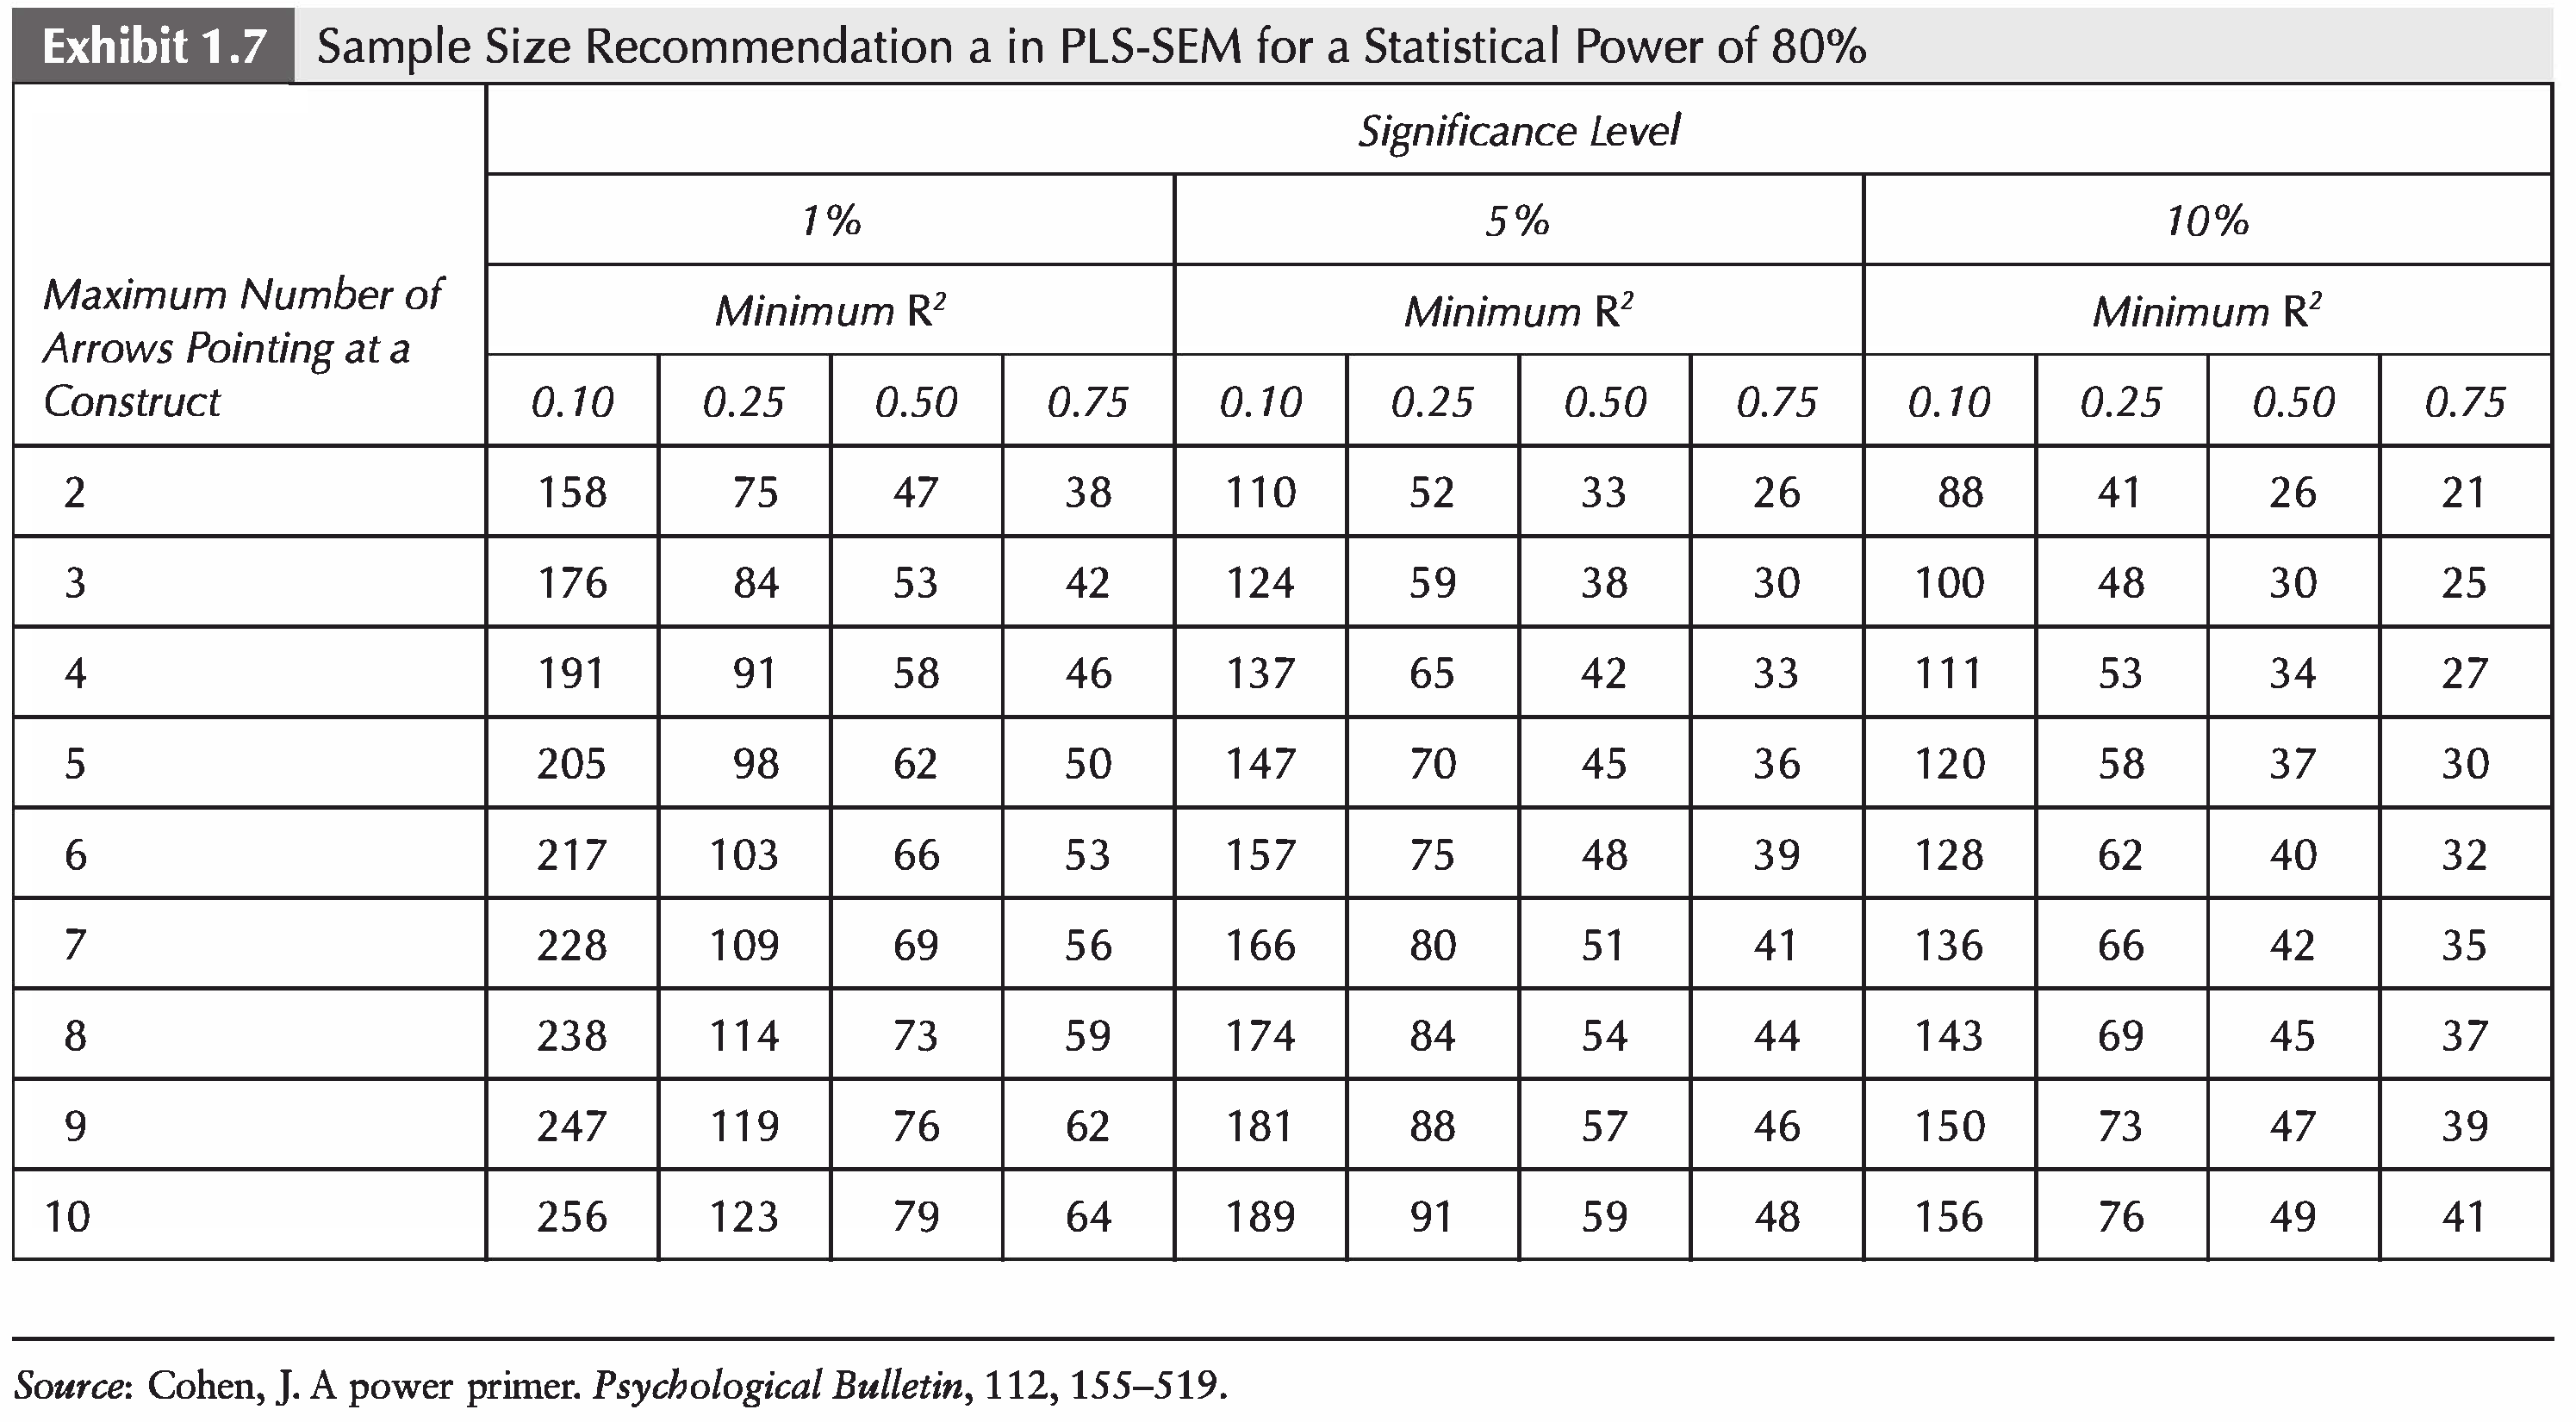 Exhibit 1.7 Sample Size Recommendation a in PLS-SEM for a Statistical Power of 80%
Significance Level
1% 5% 10%
Maximum Number of
Arrows Pointing at a
Construct
Minimum R² Minimum R² Minimum R²
0.10 0.25 0.50 0.75 0.10 0.25 0.50 0.75 0.10 0.25 0.50 0.75
2 158 75 47 38 110 52 33 26 88 41 26 21
3 176 84 53 42 124 59 38 30 100 48 30 25
4 191 91 58 46 137 65 42 33 111 53 34 27
5 205 98 62 50 147 70 45 36 120 58 37 30
6 217 103 66 53 157 75 48 39 128 62 40 32
7 228 109 69 56 166 80 51 41 136 66 42 35
8 238 114 73 59 174 84 54 44 143 69 45 37
9 247 119 76 62 181 88 57 46 150 73 47 39
10 256 123 79 64 189 91 59 48 156 76 49 41
Source: Cohen, J. A power primer. Psychological Bulletin, 112, 155–519.